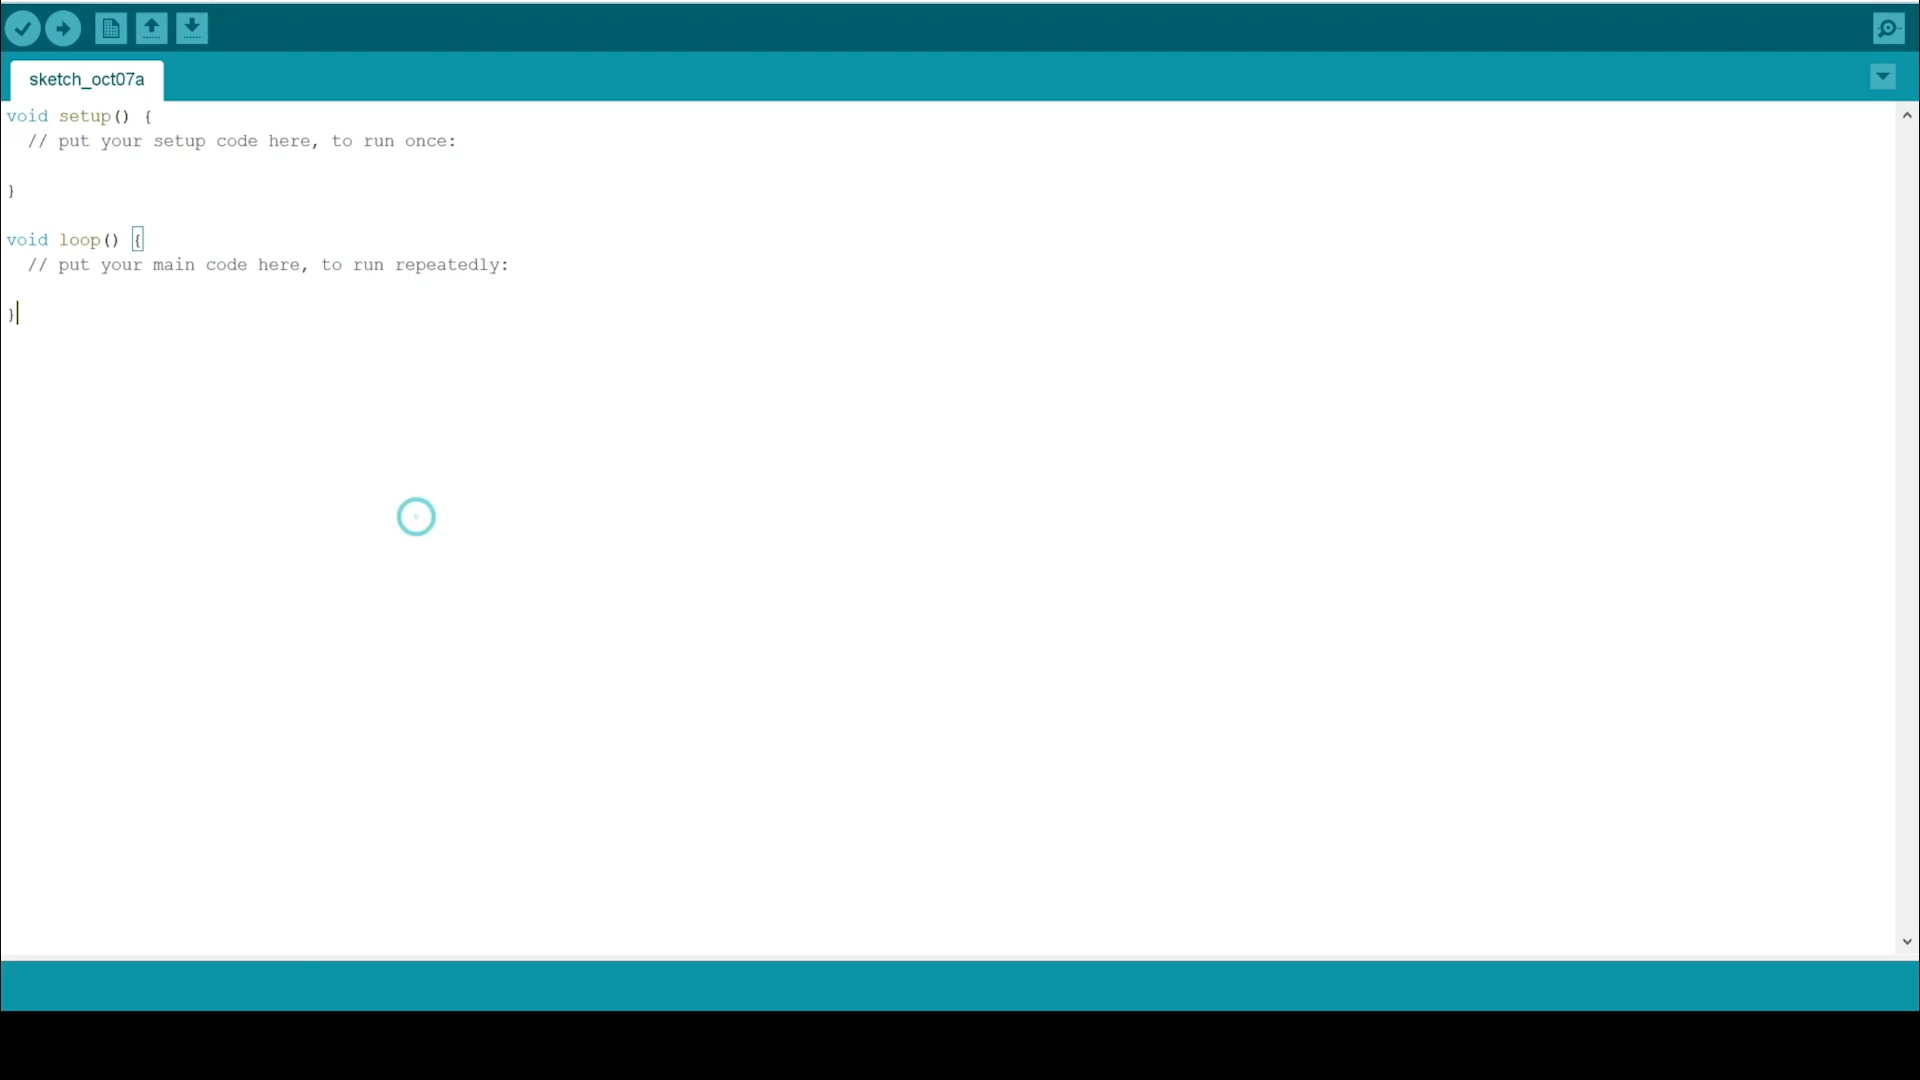 sketch_oct07a
void setup() {
// put your setup code here, to run once:
}
void loop() {
// put your main code here, to run repeatedly:
}